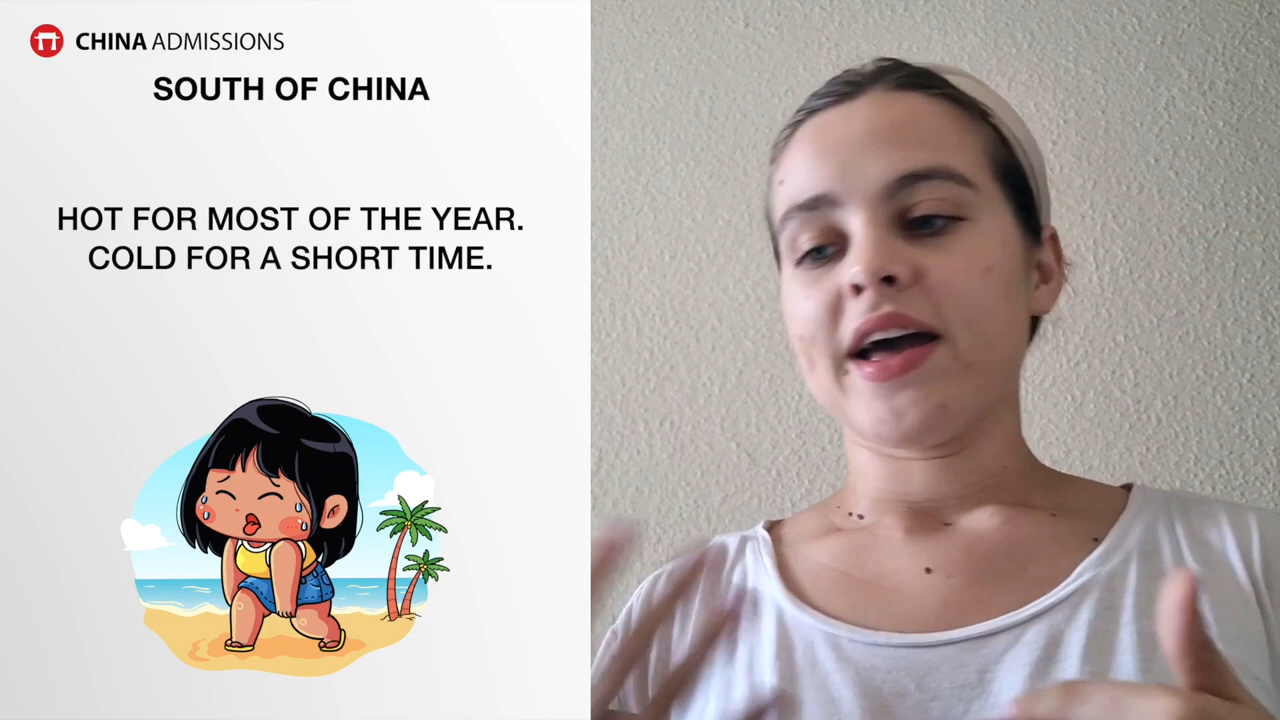 CHINA ADMISSIONS
SOUTH OF CHINA
HOT FOR MOST OF THE YEAR.
COLD FOR A SHORT TIME.